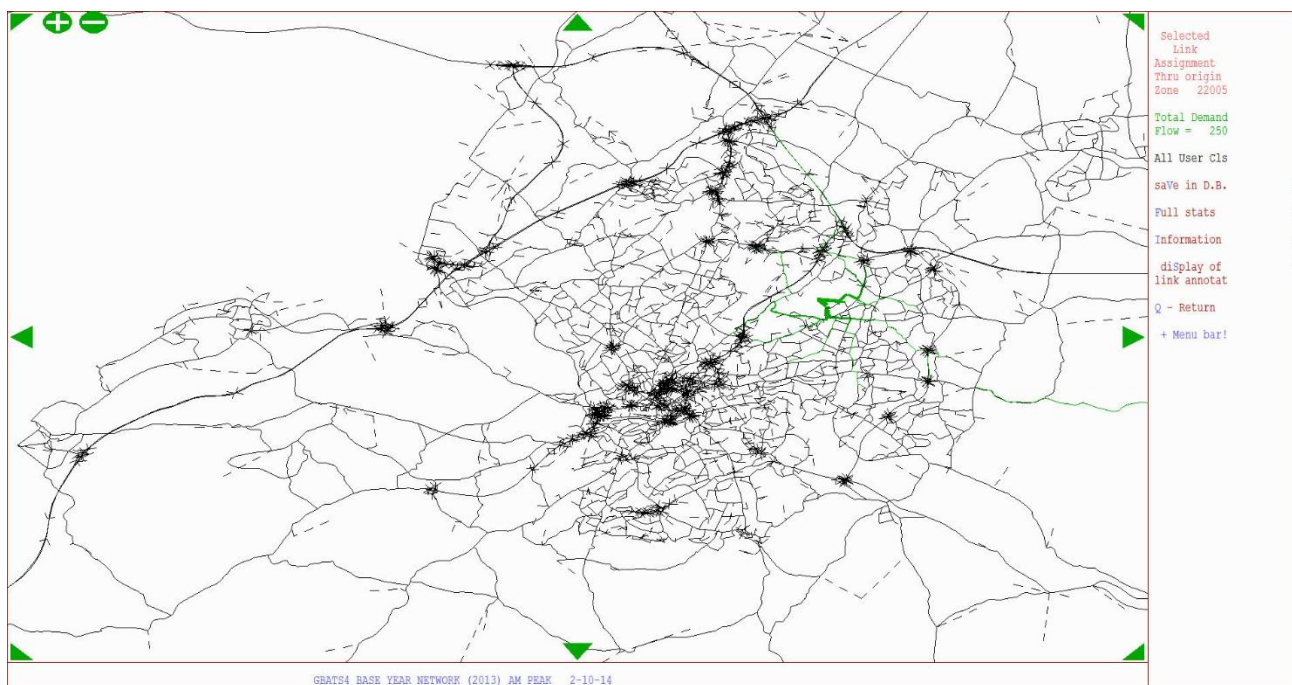 Selected
Link
Assignment
Thru origin
Zone 22005
Total Demand
Flow = 250
All User Cls
saVe in D.B.
Full stats
Information
diSplay of
link annotat
Q - Return
+ Menu bar!
GBATS4 BASE YEAR NETWORK (2013) AM PEAK 2-10-14